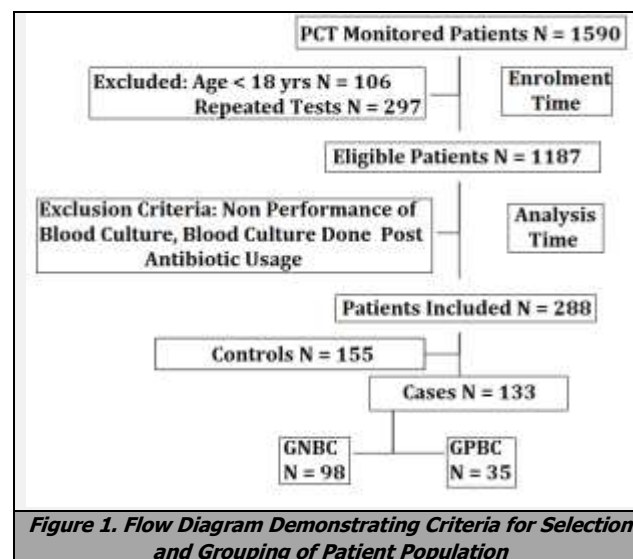 PCT Monitored Patients N = 1590
Excluded: Age < 18 yrs N = 106
Repeated Tests N = 297
Enrolment
Time
Eligible Patients N = 1187
Exclusion Criteria: Non Performance of
Blood Culture, Blood Culture Done Post
Antibiotic Usage
Analysis
Time
Patients Included N = 288
Controls N = 155
Cases N = 133
GNBC
N = 98
GPBC
N = 35
Figure 1. Flow Diagram Demonstrating Criteria for Selection
and Grouping of Patient Population